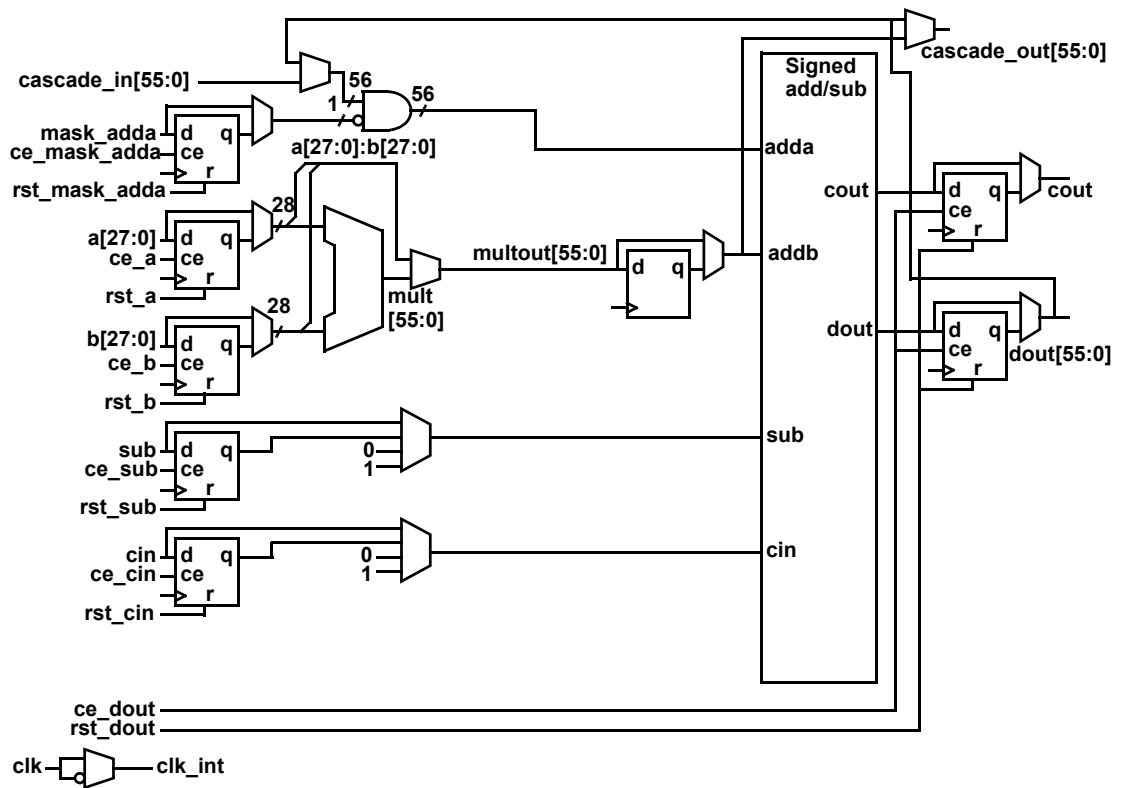 cascade_out[55:0]
Signed
add/sub
cascade_in[55:0]
56
56
1
mask_adda
d q
ce_mask_adda
ce
r
rst_mask_adda
a[27:0]:b[27:0]
adda
28
a[27:0]
d q
ce_a
ce
r
rst_a
cout
d q
cout
ce
r
multout[55:0]
d q
addb
mult
[55:0]
28
b[27:0]
d q
ce_b
ce
r
rst_b
dout
d q
ce
dout[55:0]
r
sub
d q
ce_sub
ce
r
rst_sub
0
1
sub
cin
d q
ce_cin
ce
r
rst_cin
0
1
cin
ce_dout
rst_dout
clk
clk_int